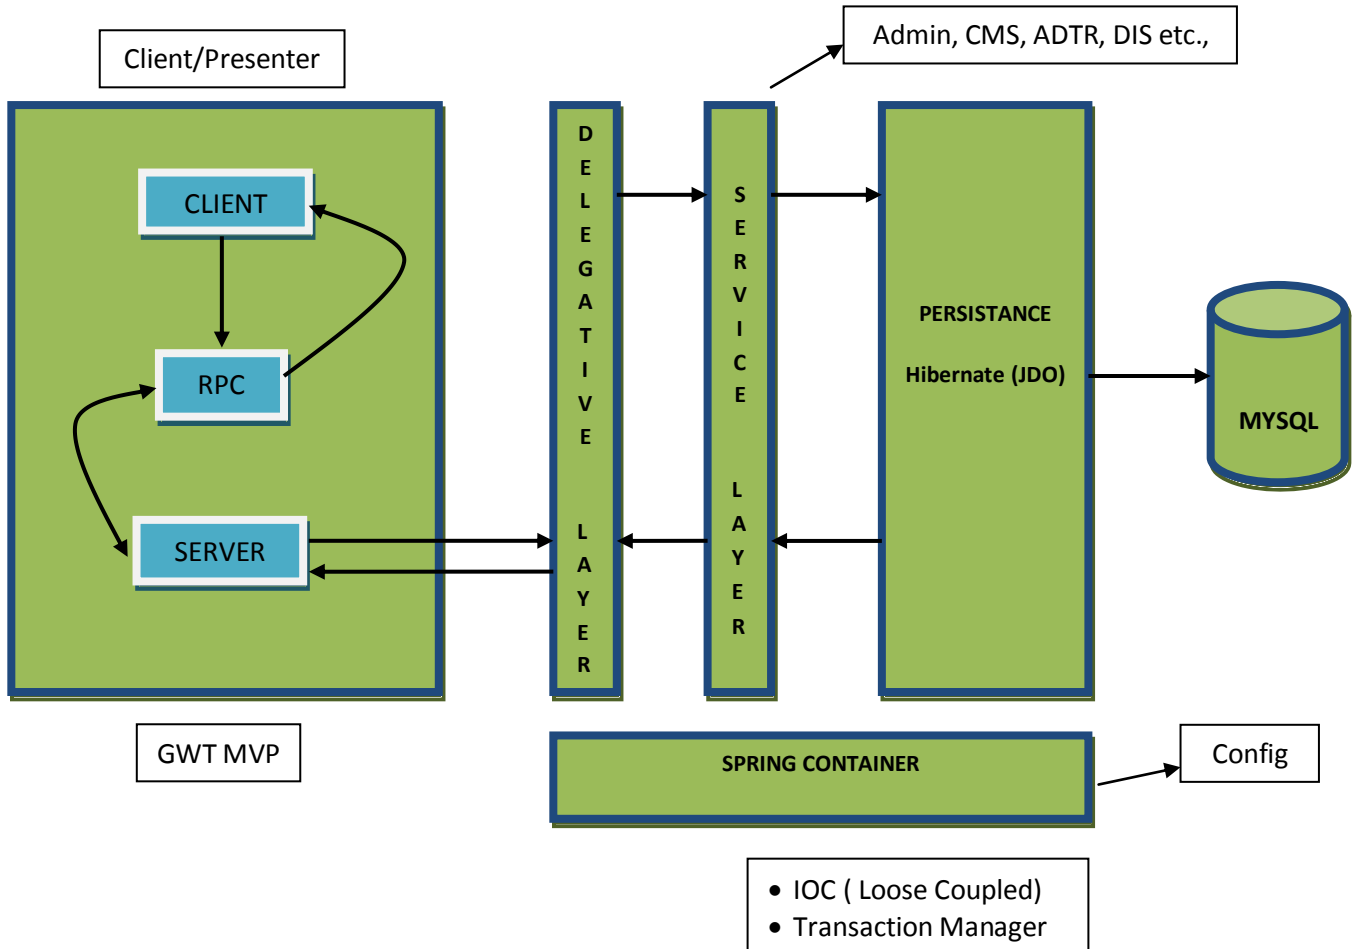 Client/Presenter
Admin, CMS, ADTR, DIS etc.,
CLIENT
RPC
SERVER
DELEGATIVE LAYER
SERVICE LAYER
PERSISTANCE
Hibernate (JDO)
MYSQL
GWT MVP
SPRING CONTAINER
Config
• IOC ( Loose Coupled)
• Transaction Manager